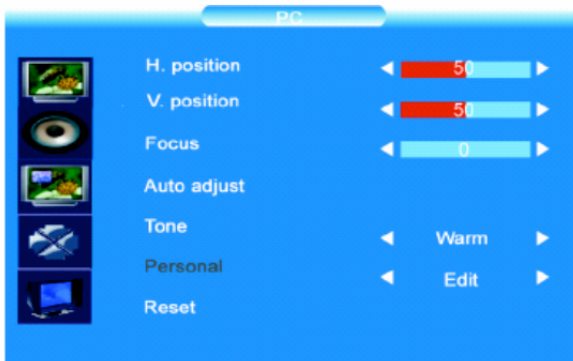 PC
H. position 50
V. position 50
Focus 0
Auto adjust
Tone Warm
Personal Edit
Reset